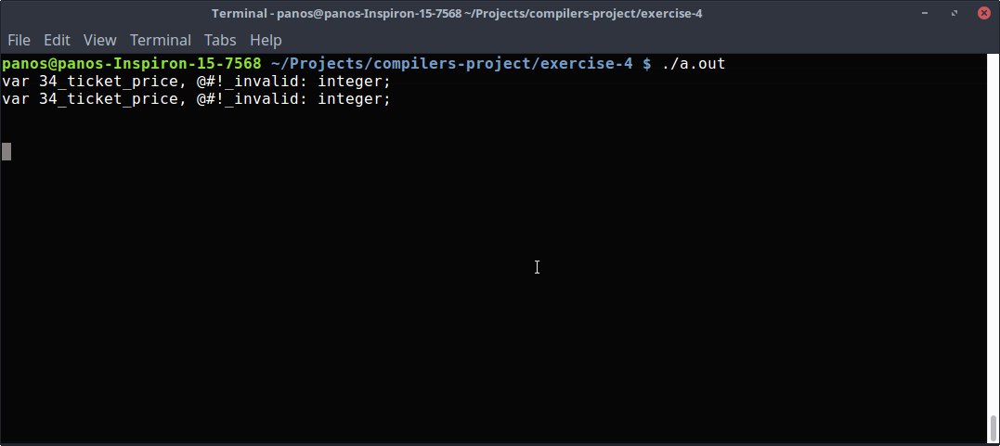 Terminal - panos@panos-Inspiron-15-7568 ~/Projects/compilers-project/exercise-4
File Edit View Terminal Tabs Help
panos@panos-Inspiron-15-7568 ~/Projects/compilers-project/exercise-4 $ ./a.out
var 34_ticket_price, @#!_invalid: integer;
var 34_ticket_price, @#!_invalid: integer;